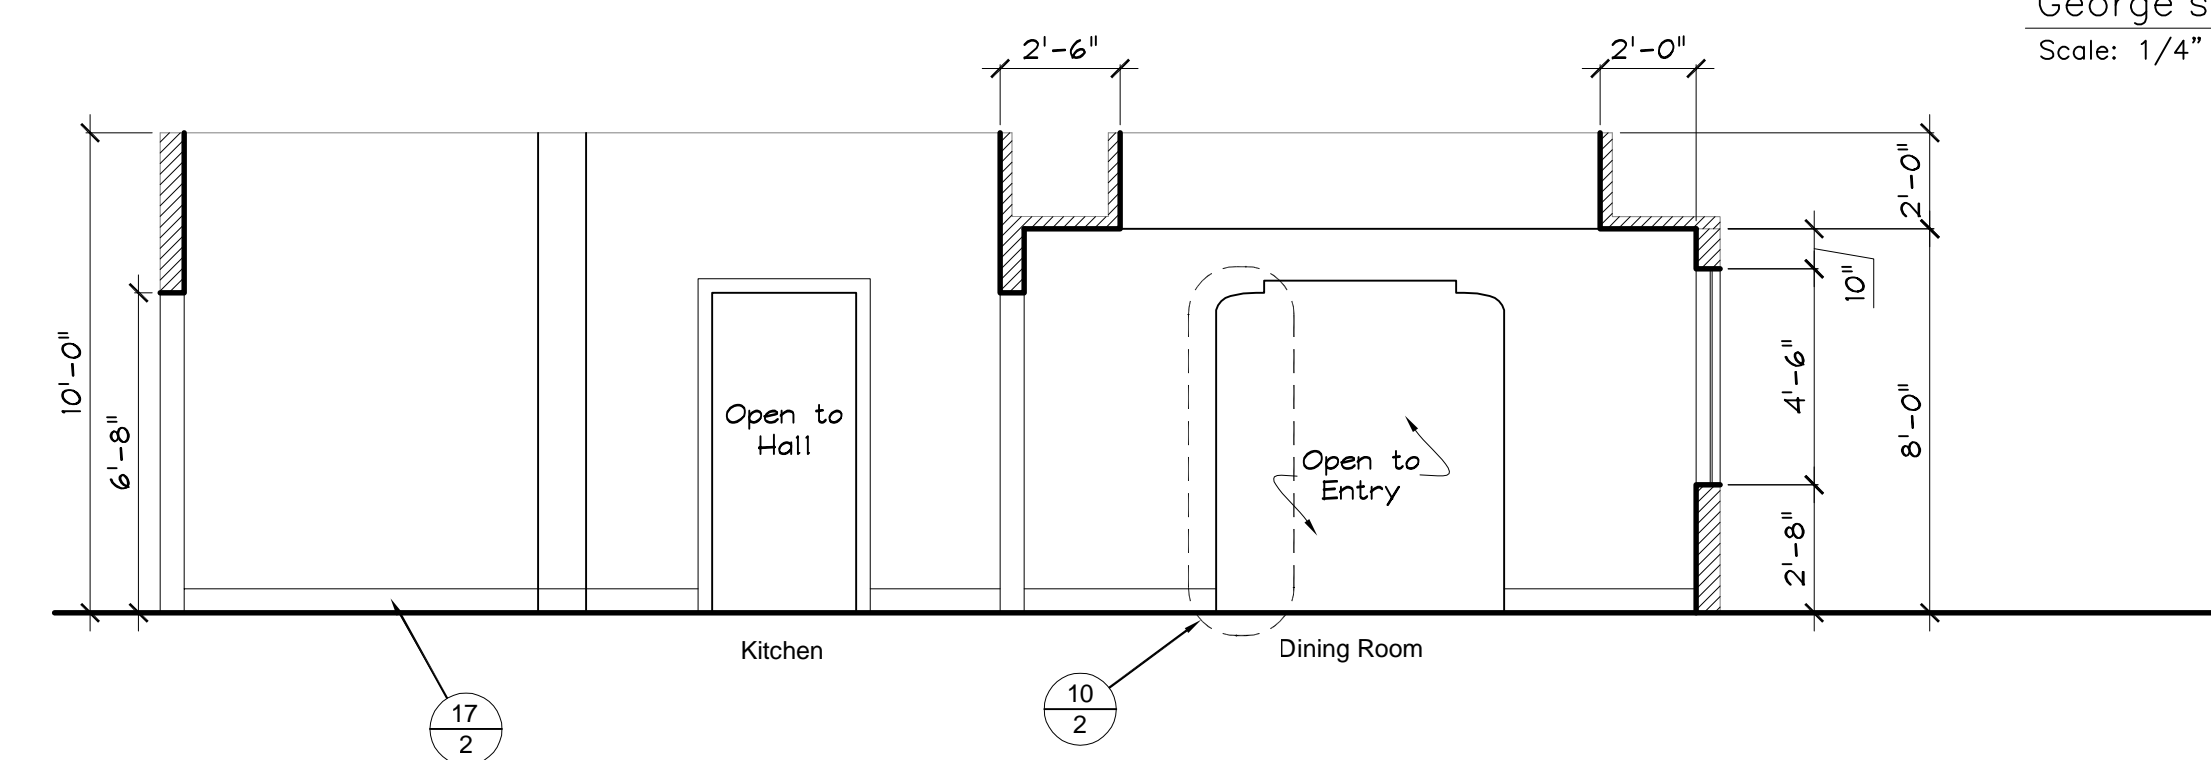 George's
Scale: 1/4"
2'-6"
2'-0"
10'-0"
6'-8"
2'-0"
10"
4'-6"
8'-0"
2'-8"
Open to
Hall
Open to
Entry
Kitchen
Dining Room
17
2
10
2